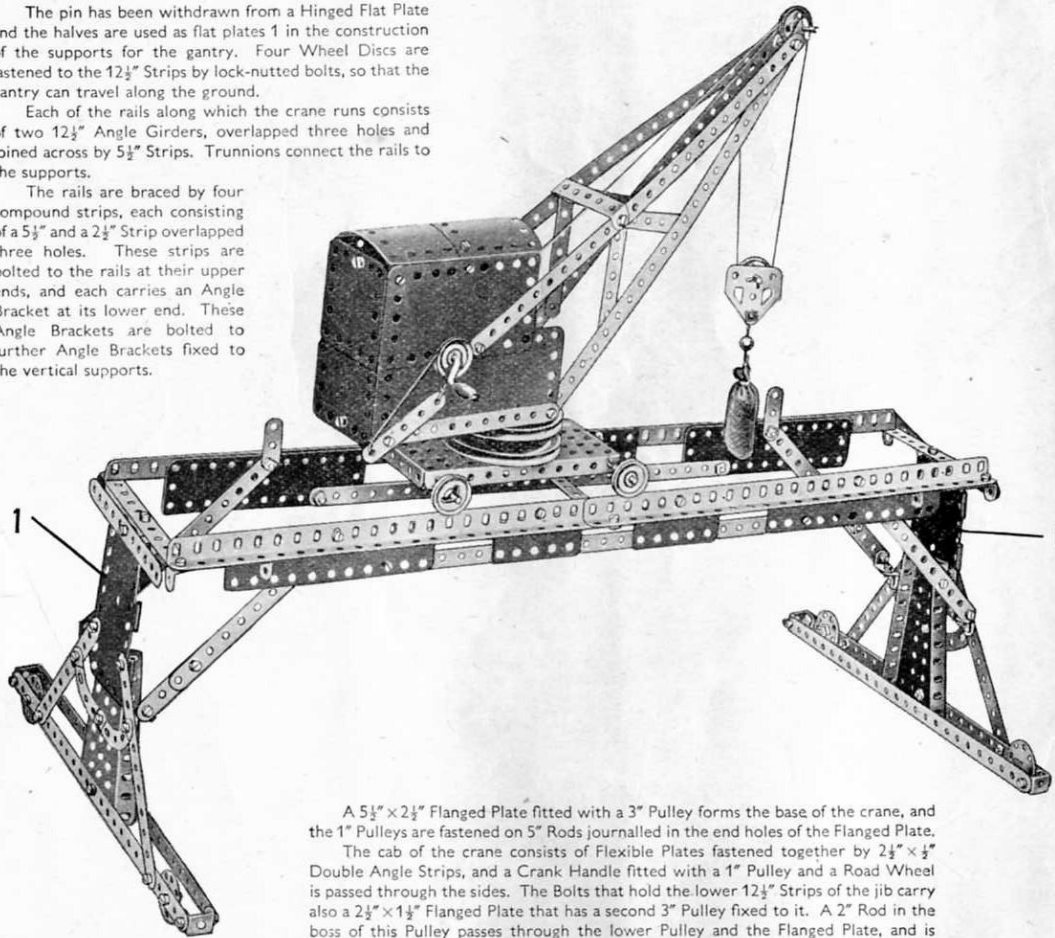 The pin has been withdrawn from a Hinged Flat Plate
nd the halves are used as flat plates 1 in the construction
f the supports for the gantry. Four Wheel Discs are
astened to the 12½" Strips by lock-nutted bolts, so that the
antry can travel along the ground.
Each of the rails along which the crane runs consists
f two 12½" Angle Girders, overlapped three holes and
oined across by 5½" Strips. Trunnions connect the rails to
he supports.
The rails are braced by four
ompound strips, each consisting
f a 5½" and a 2½" Strip overlapped
hree holes. These strips are
olted to the rails at their upper
nds, and each carries an Angle
racket at its lower end. These
Angle Brackets are bolted to
urther Angle Brackets fixed to
he vertical supports.
1
A 5½" × 2½" Flanged Plate fitted with a 3" Pulley forms the base of the crane, and
the 1" Pulleys are fastened on 5" Rods journalled in the end holes of the Flanged Plate.
The cab of the crane consists of Flexible Plates fastened together by 2½" × ½"
Double Angle Strips, and a Crank Handle fitted with a 1" Pulley and a Road Wheel
is passed through the sides. The Bolts that hold the lower 12½" Strips of the jib carry
also a 2½" × 1½" Flanged Plate that has a second 3" Pulley fixed to it. A 2" Rod in the
boss of this Pulley passes through the lower Pulley and the Flanged Plate, and is